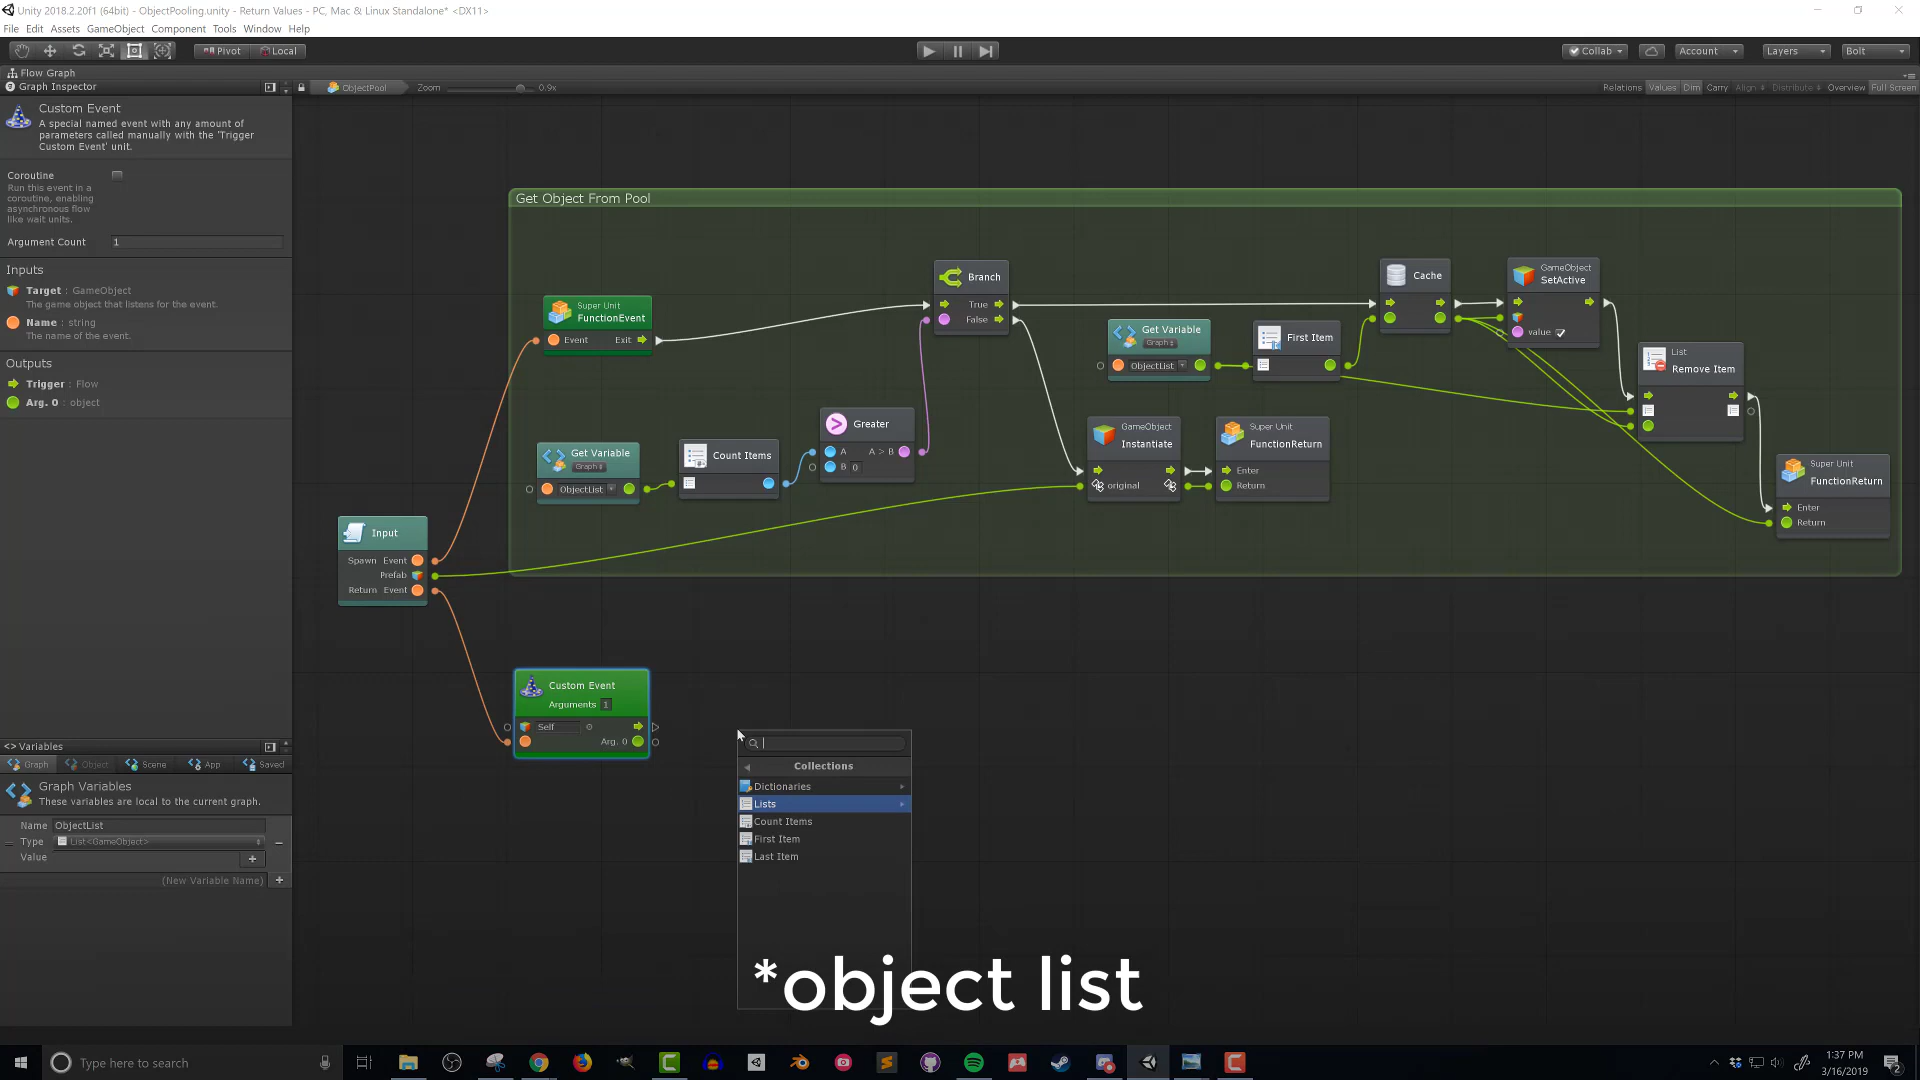 Unity 2018.2.20f1 (64bit) - ObjectPooling.unity - Return Values - PC, Mac & Linux Standalone* <DX11>
File Edit Assets GameObject Component Tools Window Help
Pivot Local Collab Account Layers Bolt
Flow Graph
Graph Inspector
ObjectPool Zoom 0.9x Relations Values Dim Carry Align Distribute Overview Full Screen
Custom Event
A special named event with any amount of
parameters called manually with the 'Trigger
Custom Event' unit.
Coroutine
Run this event in a
coroutine, enabling
asynchronous flow
like wait units.
Argument Count 1
Inputs
Target : GameObject
The game object that listens for the event.
Name : string
The name of the event.
Outputs
Trigger : Flow
Arg. 0 : object
Get Object From Pool
Super Unit
FunctionEvent
Event Exit
Branch
True
False
Get Variable
Graph
ObjectList
First Item
Cache
GameObject
SetActive
value
List
Remove Item
Get Variable
Graph
ObjectList
Count Items
Greater
A A > B
B 0
GameObject
Instantiate
original
Super Unit
FunctionReturn
Enter
Return
Super Unit
FunctionReturn
Enter
Return
Input
Spawn Event
Prefab
Return Event
Custom Event
Arguments 1
Self
Arg. 0
Collections
Dictionaries
Lists
Count Items
First Item
Last Item
Variables
Graph Object Scene App Saved
Graph Variables
These variables are local to the current graph.
Name ObjectList
Type List<GameObject>
Value
(New Variable Name)
*object list
Type here to search
1:37 PM
3/16/2019
2